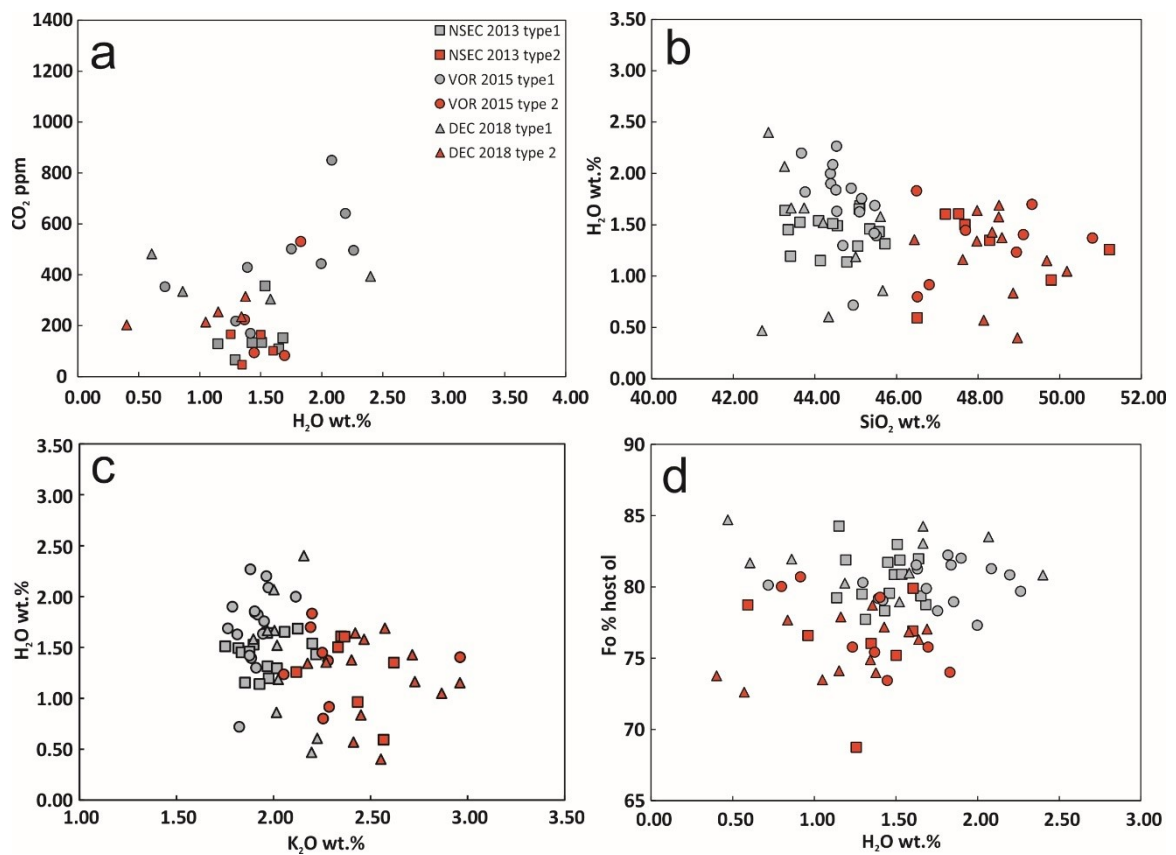 a
1400
1200
1000
800
600
400
200
0
CO₂ ppm
0.00 0.50 1.00 1.50 2.00 2.50 3.00 3.50 4.00
H₂O wt.%
NSEC 2013 type1
NSEC 2013 type2
VOR 2015 type1
VOR 2015 type 2
DEC 2018 type1
DEC 2018 type 2
b
3.50
3.00
2.50
2.00
1.50
1.00
0.50
0.00
H₂O wt.%
40.00 42.00 44.00 46.00 48.00 50.00 52.00
SiO₂ wt.%
c
3.50
3.00
2.50
2.00
1.50
1.00
0.50
0.00
H₂O wt.%
1.00 1.50 2.00 2.50 3.00 3.50
K₂O wt.%
d
90
85
80
75
70
65
Fo % host ol
0.00 0.50 1.00 1.50 2.00 2.50 3.00
H₂O wt.%